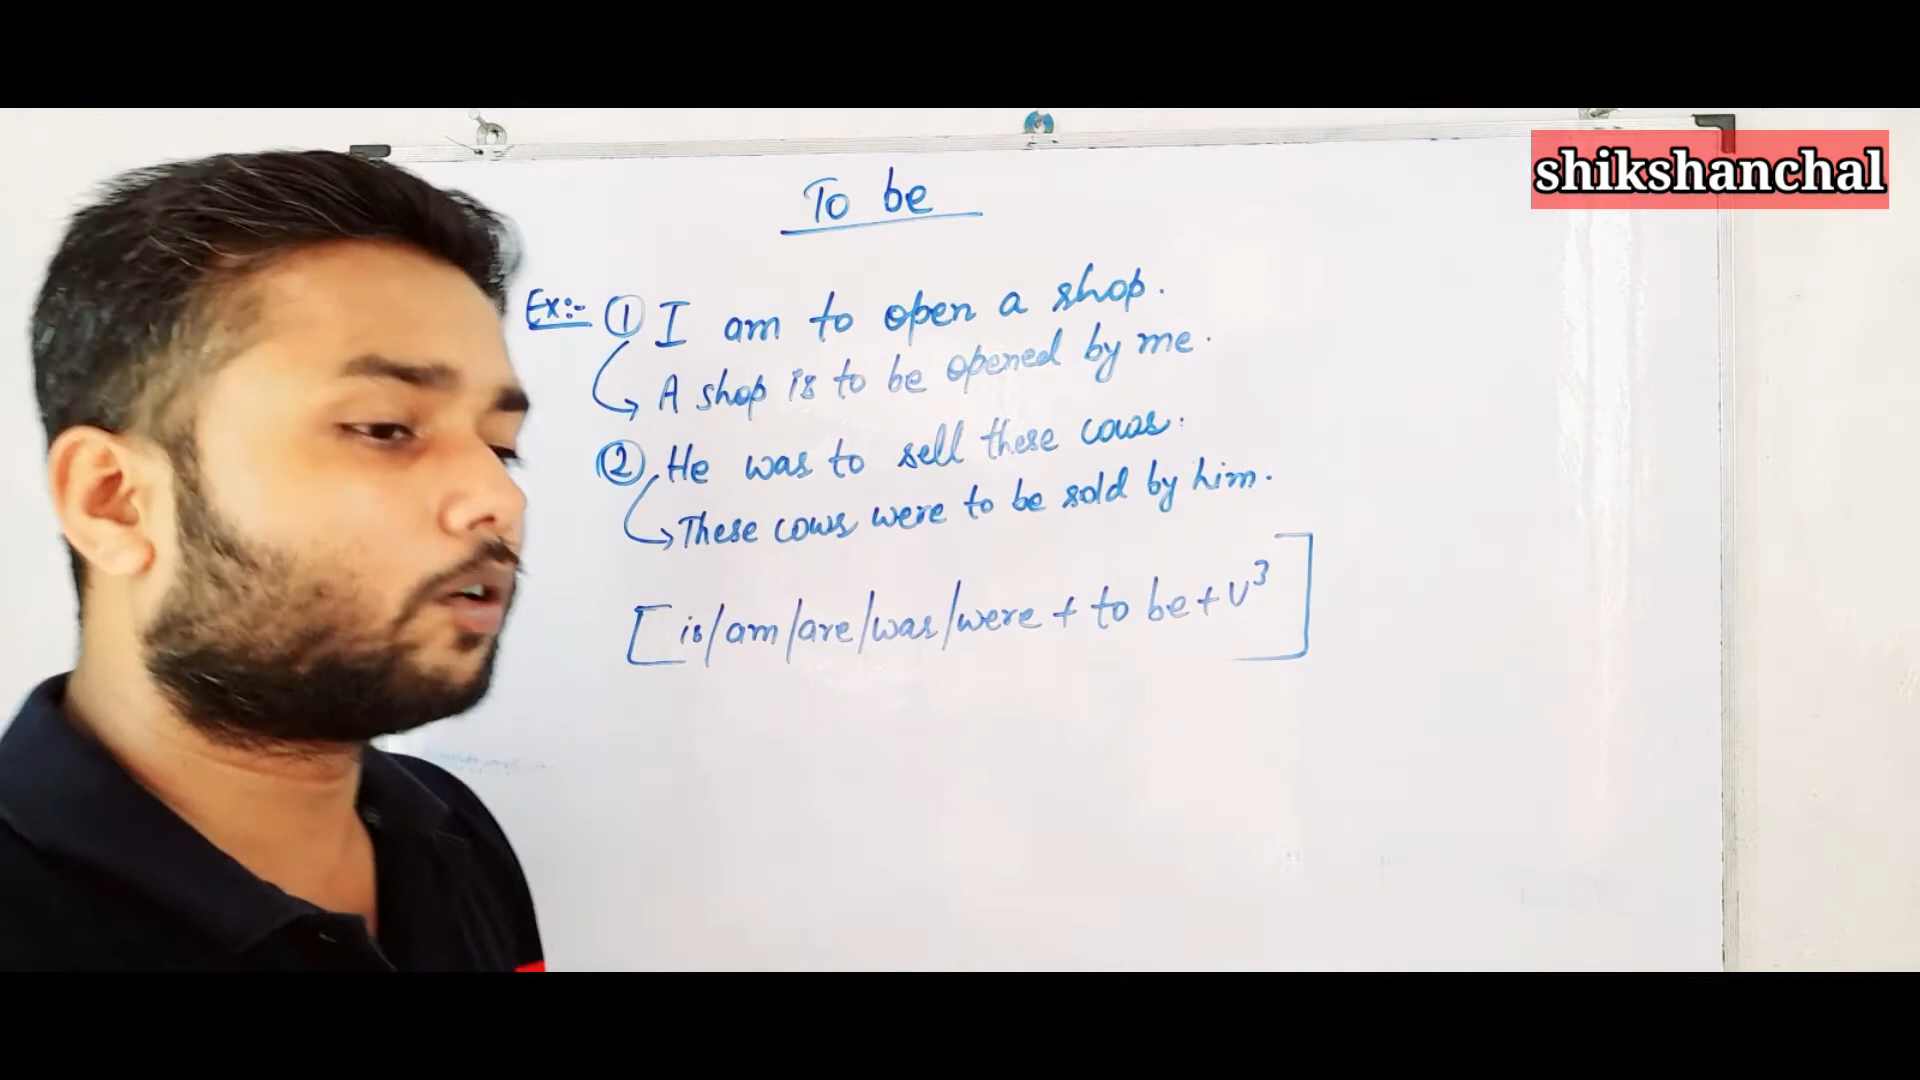 shikshanchal
To be
Ex:- ① I am to open a shop.
A shop is to be opened by me.
② He was to sell these cows.
These cows were to be sold by him.
[is/am/are/was/were + to be + V³]